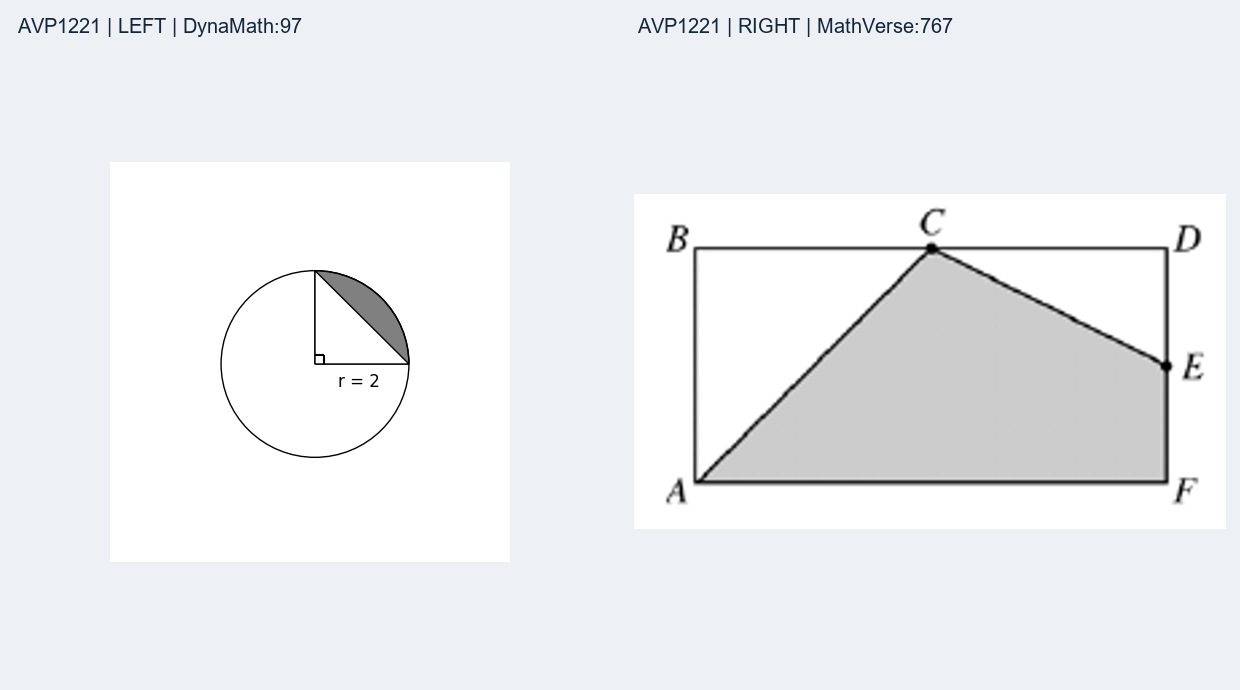 AVP1221 | LEFT | DynaMath:97
AVP1221 | RIGHT | MathVerse:767
r = 2
B
C
D
E
A
F